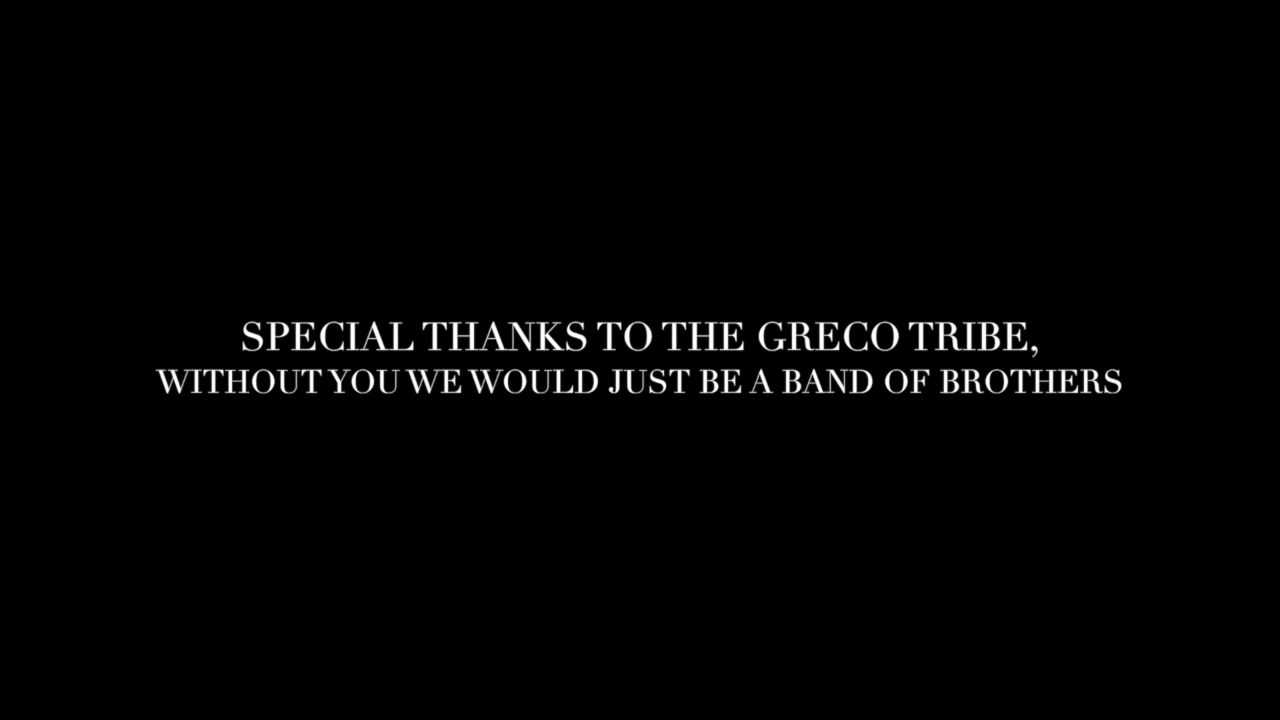 SPECIAL THANKS TO THE GRECO TRIBE,
WITHOUT YOU WE WOULD JUST BE A BAND OF BROTHERS